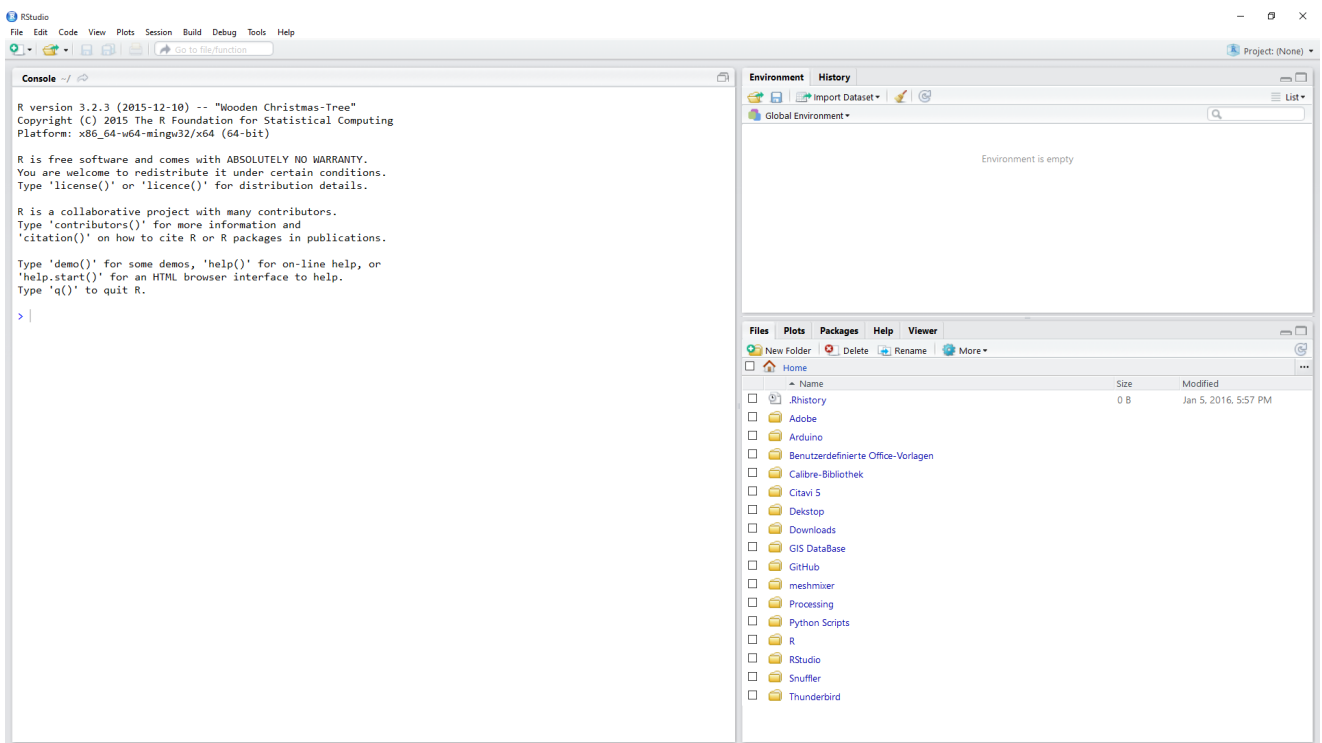 RStudio
File Edit Code View Plots Session Build Debug Tools Help
Go to file/function
Project: (None)
Console ~/
R version 3.2.3 (2015-12-10) -- "Wooden Christmas-Tree"
Copyright (C) 2015 The R Foundation for Statistical Computing
Platform: x86_64-w64-mingw32/x64 (64-bit)
R is free software and comes with ABSOLUTELY NO WARRANTY.
You are welcome to redistribute it under certain conditions.
Type 'license()' or 'licence()' for distribution details.
R is a collaborative project with many contributors.
Type 'contributors()' for more information and
'citation()' on how to cite R or R packages in publications.
Type 'demo()' for some demos, 'help()' for on-line help, or
'help.start()' for an HTML browser interface to help.
Type 'q()' to quit R.
>
Environment History
Import Dataset List
Global Environment
Environment is empty
Files Plots Packages Help Viewer
New Folder Delete Rename More
Home ...
Name Size Modified
.Rhistory 0 B Jan 5, 2016, 5:57 PM
Adobe
Arduino
Benutzerdefinierte Office-Vorlagen
Calibre-Bibliothek
Citavi 5
Dekstop
Downloads
GIS DataBase
GitHub
meshmixer
Processing
Python Scripts
R
RStudio
Snuffler
Thunderbird